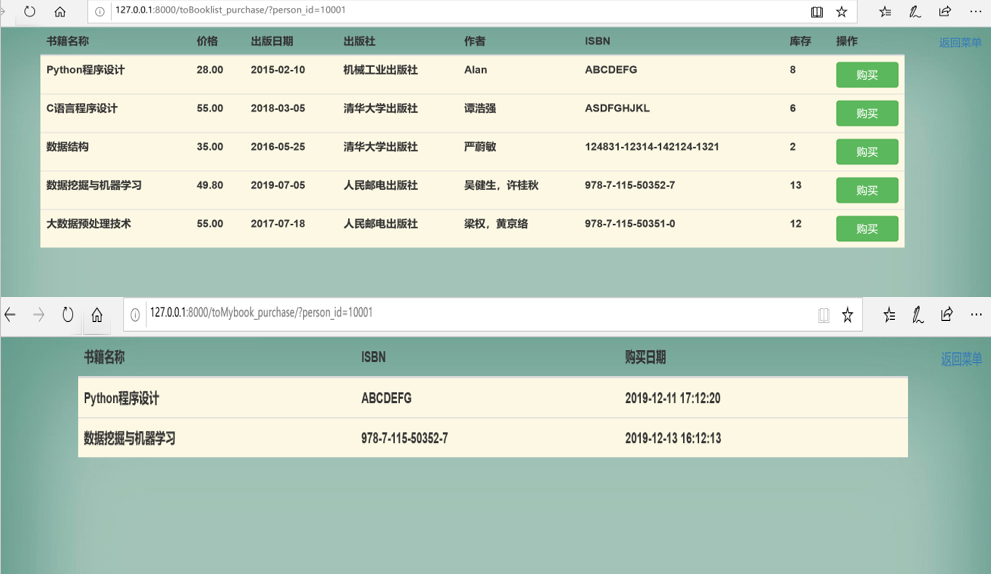 127.0.0.1:8000/toBooklist_purchase/?person_id=10001
书籍名称 价格 出版日期 出版社 作者 ISBN 库存 操作 返回菜单
Python程序设计 28.00 2015-02-10 机械工业出版社 Alan ABCDEFG 8 购买
C语言程序设计 55.00 2018-03-05 清华大学出版社 谭浩强 ASDFGHJKL 6 购买
数据结构 35.00 2016-05-25 清华大学出版社 严蔚敏 124831-12314-142124-1321 2 购买
数据挖掘与机器学习 49.80 2019-07-05 人民邮电出版社 吴健生，许桂秋 978-7-115-50352-7 13 购买
大数据预处理技术 55.00 2017-07-18 人民邮电出版社 梁权，黄京络 978-7-115-50351-0 12 购买
127.0.0.1:8000/toMybook_purchase/?person_id=10001
书籍名称 ISBN 购买日期 返回菜单
Python程序设计 ABCDEFG 2019-12-11 17:12:20
数据挖掘与机器学习 978-7-115-50352-7 2019-12-13 16:12:13